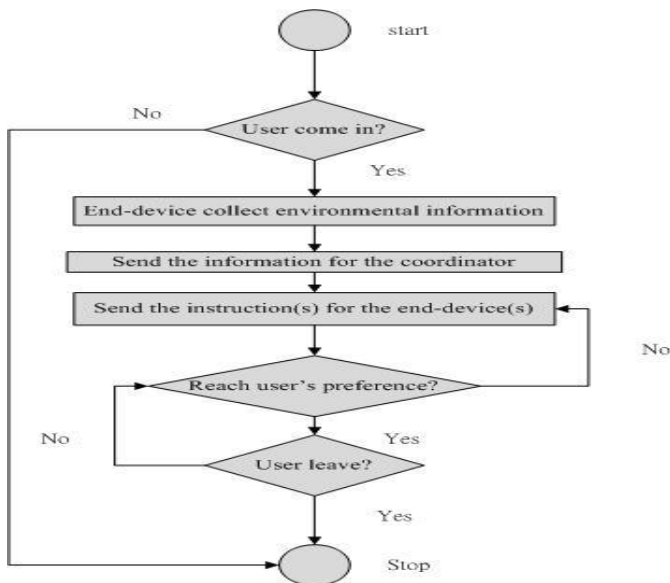 start
No
User come in?
Yes
End-device collect environmental information
Send the information for the coordinator
Send the instruction(s) for the end-device(s)
No
Reach user's preference?
No
Yes
User leave?
Yes
Stop